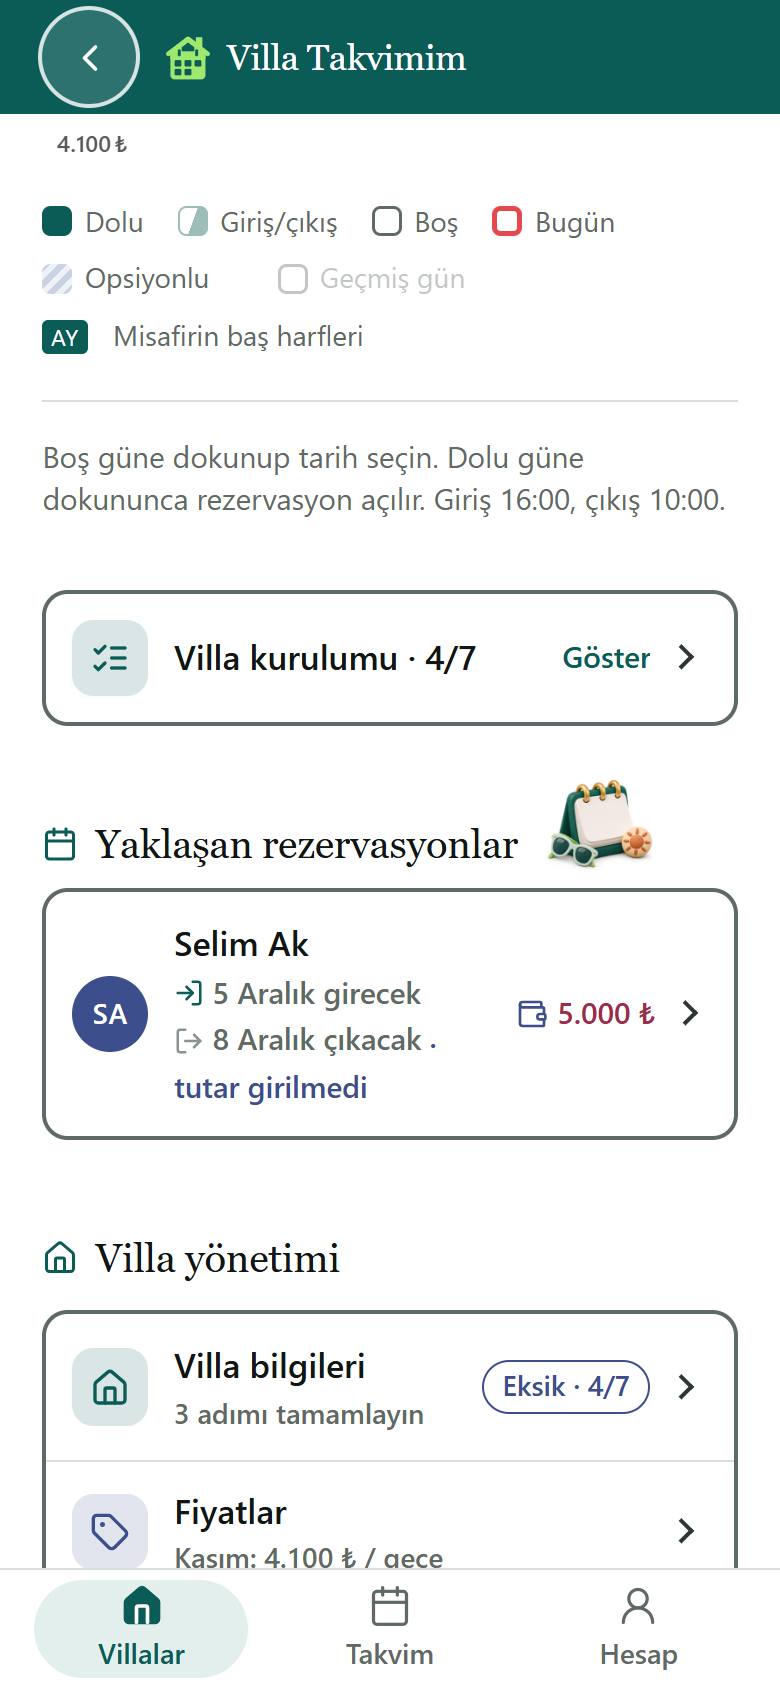 Villa Takvimim
4.100 ₺
Dolu
Giriş/çıkış
Boş
Bugün
Opsiyonlu
Geçmiş gün
AY
Misafirin baş harfleri
Boş güne dokunup tarih seçin. Dolu güne
dokununca rezervasyon açılır. Giriş 16:00, çıkış 10:00.
Villa kurulumu · 4/7
Göster
Yaklaşan rezervasyonlar
SA
Selim Ak
5 Aralık girecek
8 Aralık çıkacak ·
tutar girilmedi
5.000 ₺
Villa yönetimi
Villa bilgileri
3 adımı tamamlayın
Eksik · 4/7
Fiyatlar
Kasım: 4.100 ₺ / gece
Villalar
Takvim
Hesap